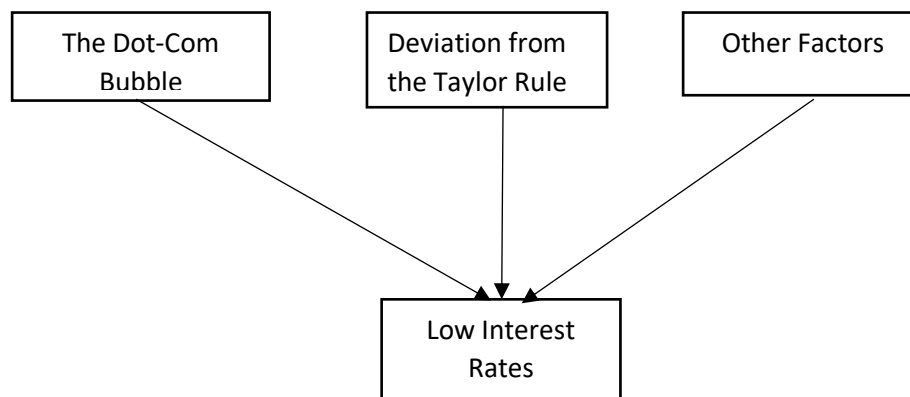 The Dot-Com
Bubble
Deviation from
the Taylor Rule
Other Factors
Low Interest
Rates